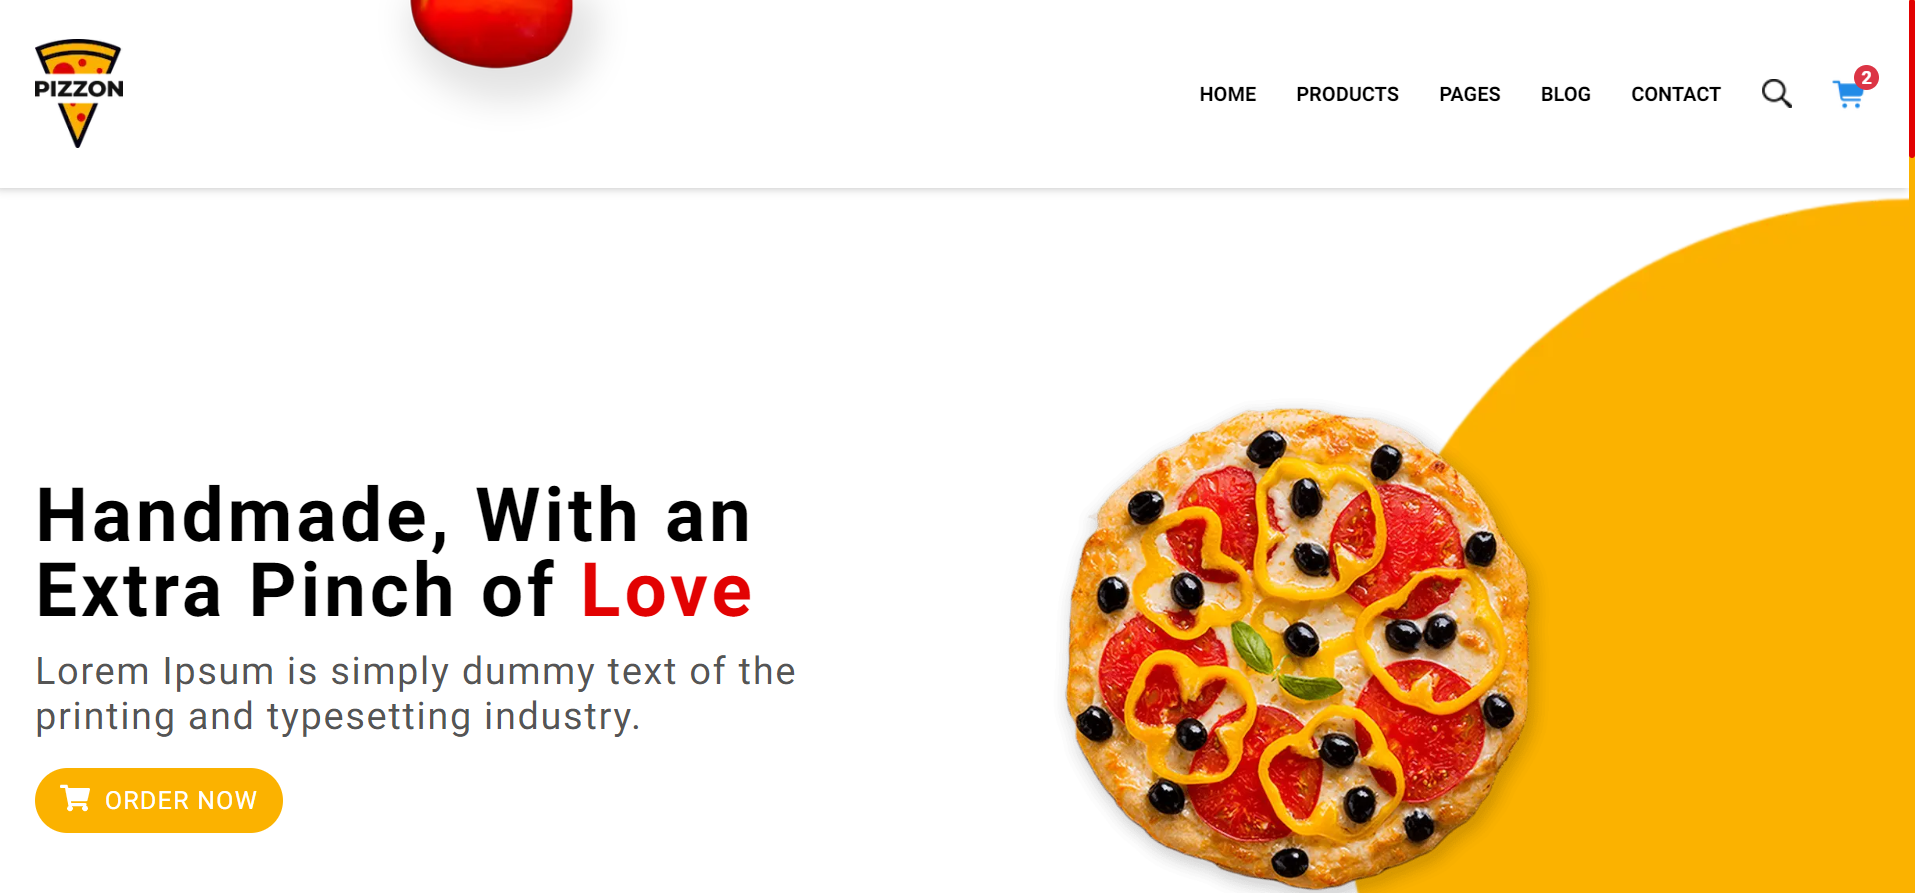 PIZZON
HOME PRODUCTS PAGES BLOG CONTACT 2
Handmade, With an
Extra Pinch of Love
Lorem Ipsum is simply dummy text of the
printing and typesetting industry.
ORDER NOW